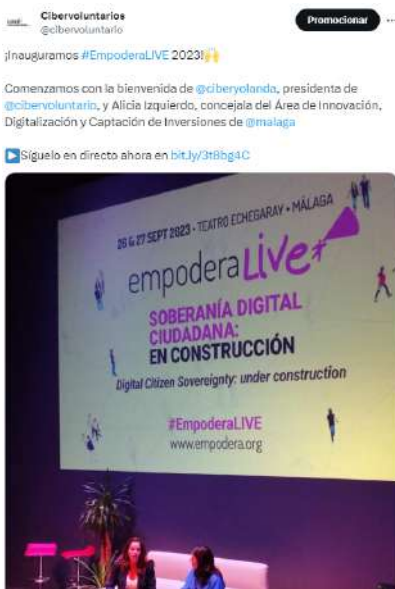 Cibervoluntarios
@cibervoluntario
Promocionar
¡Inauguramos #EmpoderaLIVE 2023!🙌
Comenzamos con la bienvenida de @ciberyolanda, presidenta de
@cibervoluntario, y Alicia Izquierdo, concejala del Área de Innovación,
Digitalización y Captación de Inversiones de @malaga
▶️Síguelo en directo ahora en bit.ly/3t8bg4C
26 & 27 SEPT 2023 • TEATRO ECHEGARAY • MÁLAGA
empoderaLive
SOBERANÍA DIGITAL
CIUDADANA:
EN CONSTRUCCIÓN
Digital Citizen Sovereignty: under construction
#EmpoderaLIVE
www.empodera.org